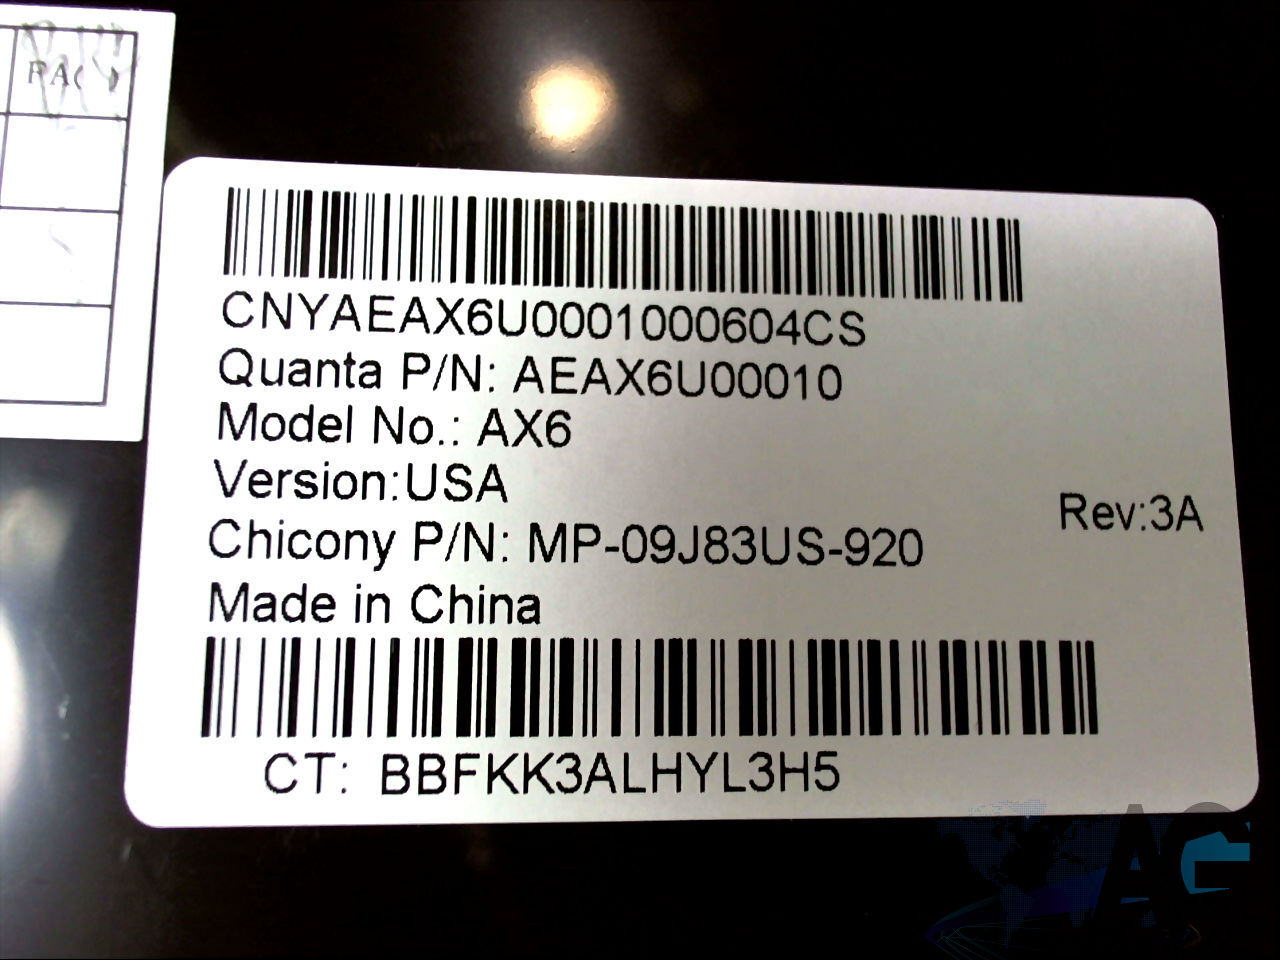 CNYAEAX6U0001000604CS
Quanta P/N: AEAX6U00010
Model No.: AX6
Version:USA
Rev:3A
Chicony P/N: MP-09J83US-920
Made in China
CT: BBFKK3ALHYL3H5
AG